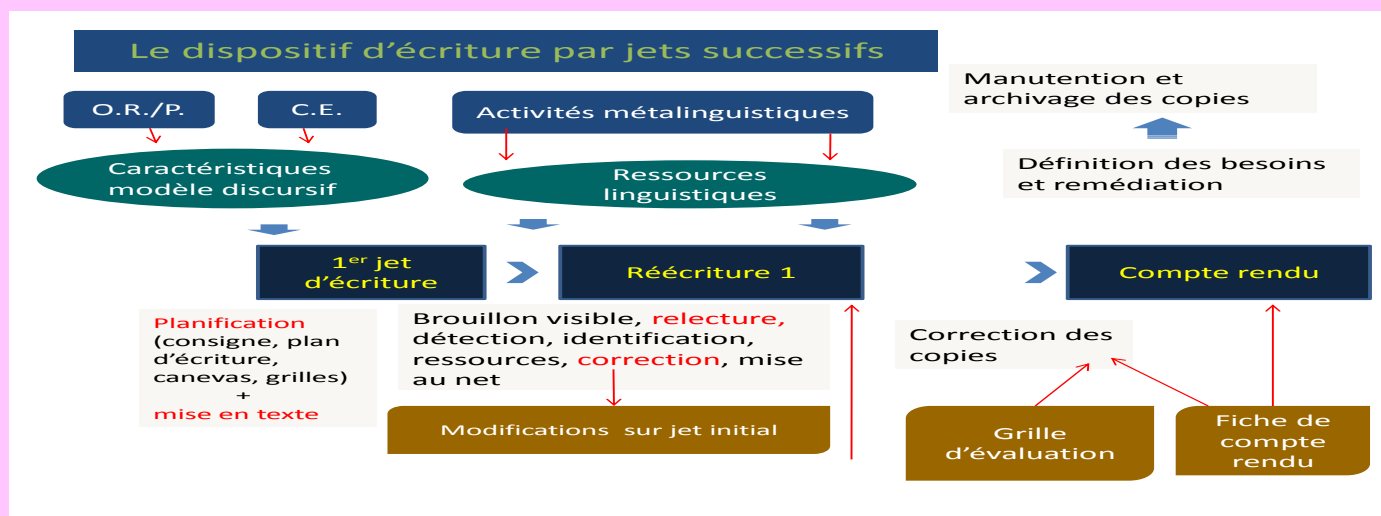 Le dispositif d'écriture par jets successifs
Manutention et
archivage des copies
O.R./P.
C.E.
Activités métalinguistiques
Caractéristiques
modèle discursif
Ressources
linguistiques
Définition des besoins
et remédiation
1er jet
d'écriture
Réécriture 1
Compte rendu
Planification
(consigne, plan
d'écriture,
canevas, grilles)
+
mise en texte
Brouillon visible, relecture,
détection, identification,
ressources, correction, mise
au net
Modifications sur jet initial
Correction des
copies
Grille
d'évaluation
Fiche de
compte
rendu